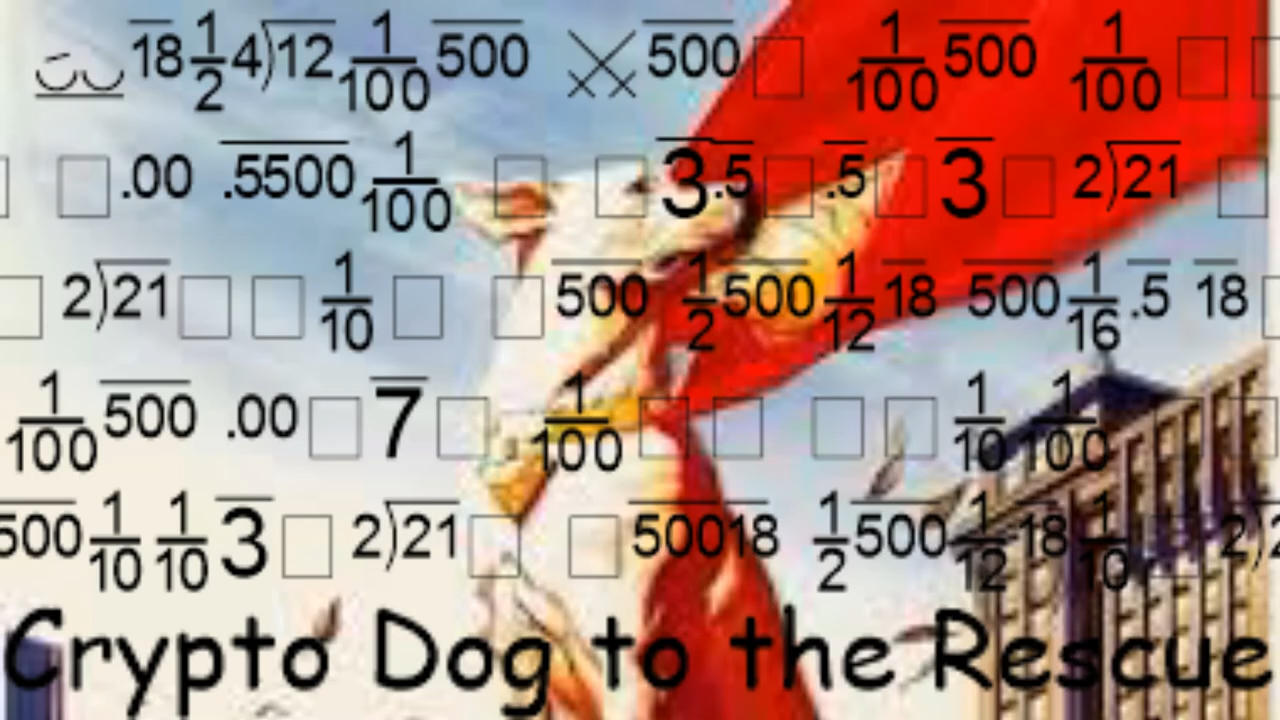 18 1/2 4)12 1/100 500 500 □ 1/100 500 1/100 □ □
□ .00 .5500 1/100 □ □ 3 .5 □ .5 □ 3 □ 2)21 □
□ 2)21 □ □ 1/10 □ □ 500 1/2 500 1/12 18 500 1/16 .5 18 □
1/100 500 .00 □ 7 □ 1/100 □ □ □ □ 1/10 1/100 □ □
500 1/10 1/10 3 □ 2)21 □ □ 50018 1/2 500 1/12 18 1/10 □
Crypto Dog to the Rescue